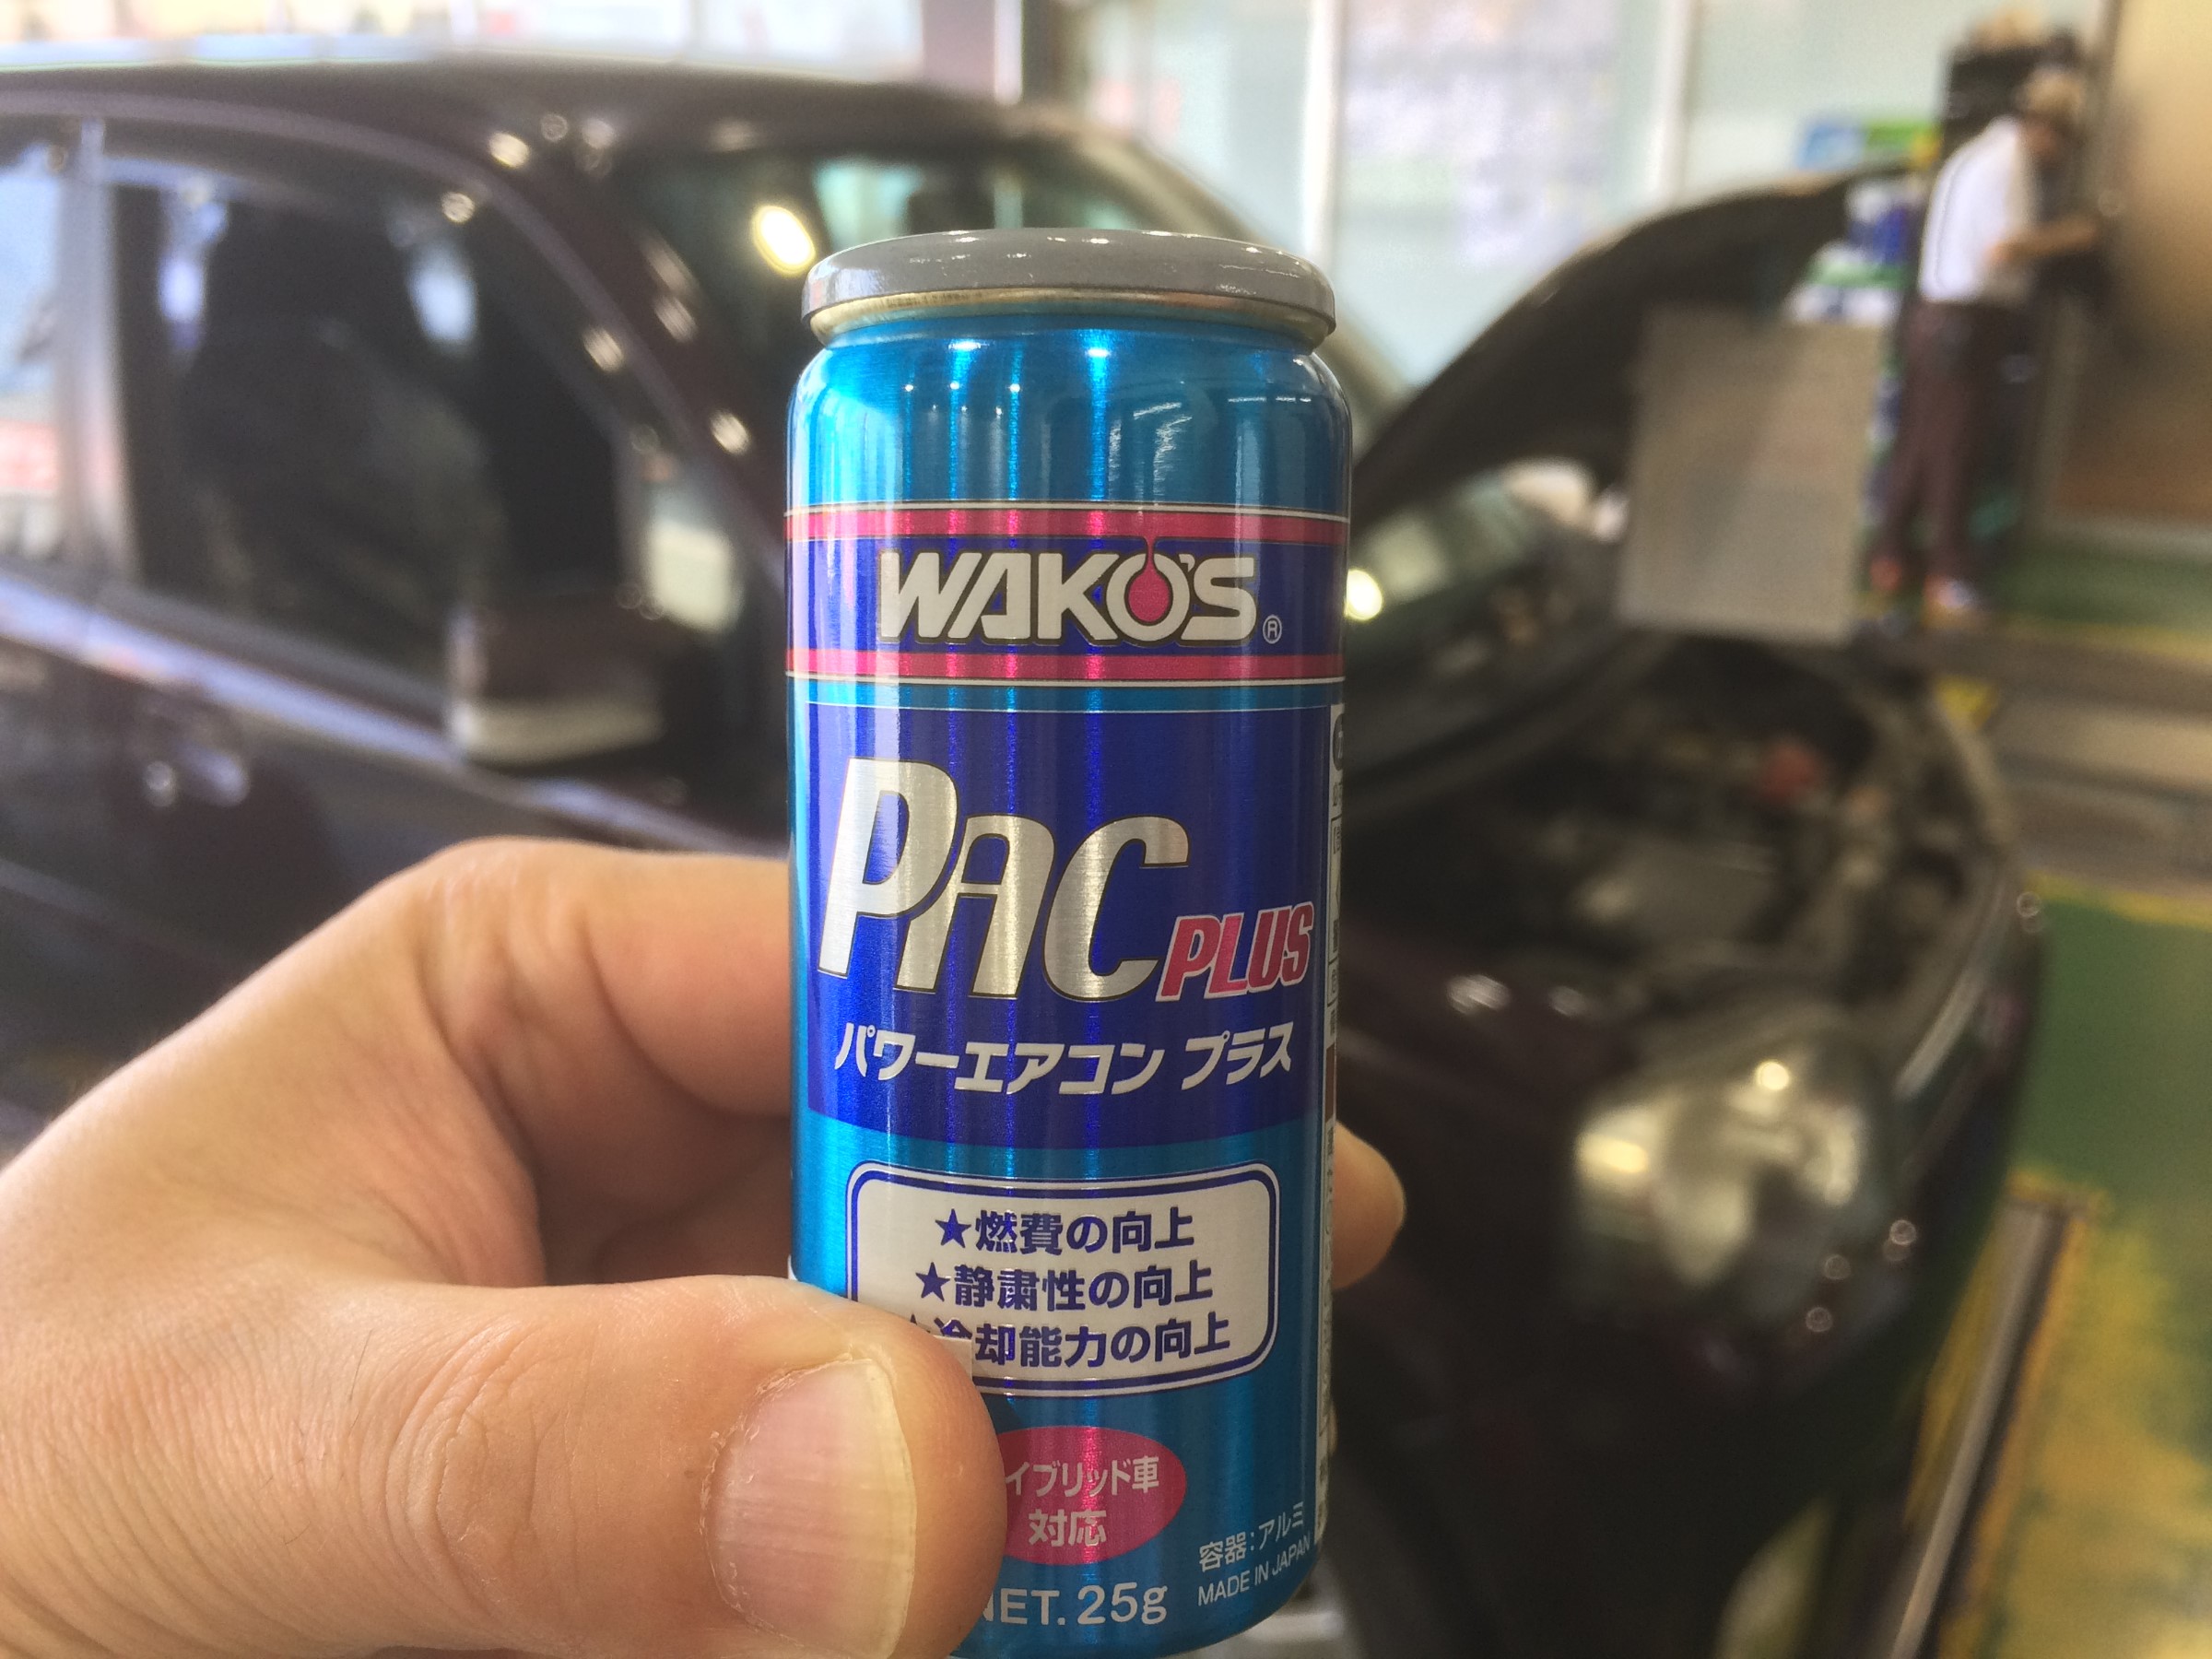 WAKO'S®
PAC PLUS
パワーエアコン プラス
★燃費の向上
★静粛性の向上
冷却能力の向上
イブリッド車
対応
容器:アルミ
MADE IN JAPAN
NET. 25g